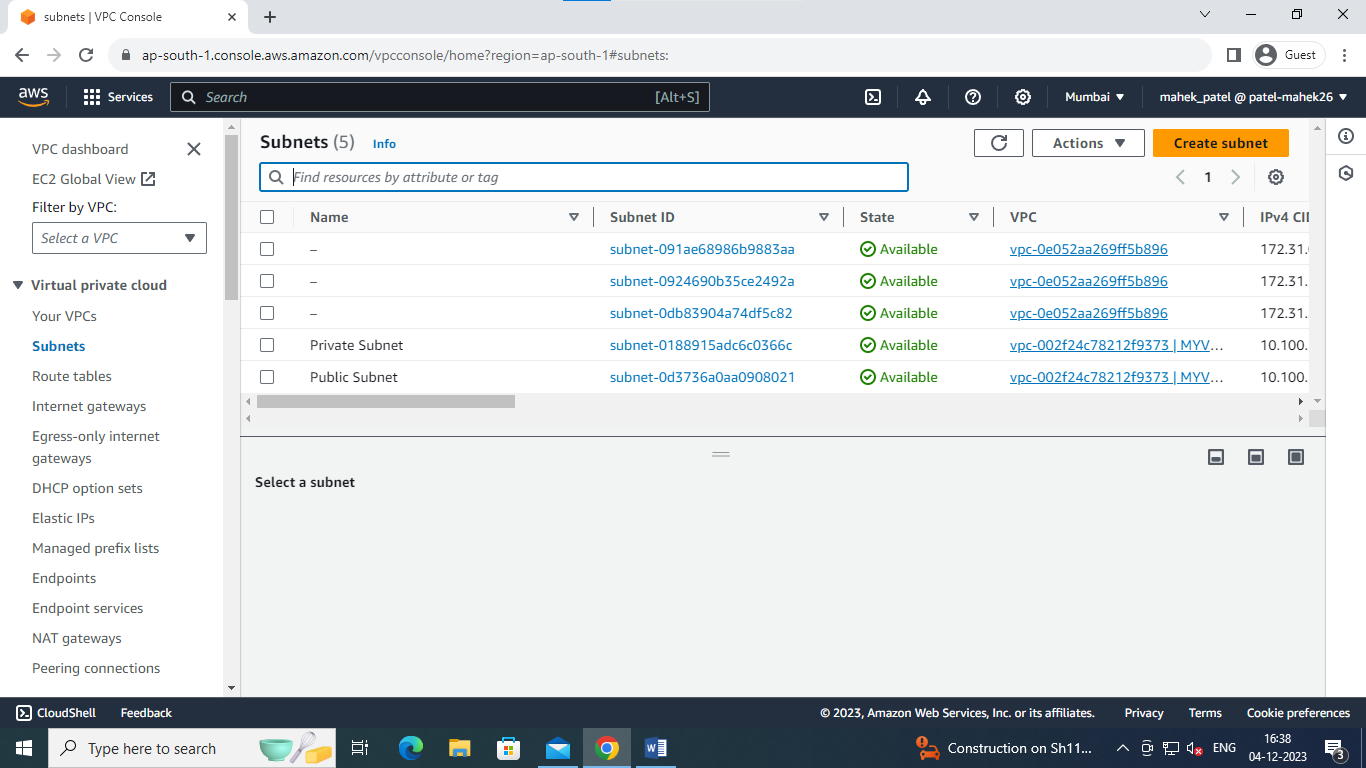 subnets | VPC Console
ap-south-1.console.aws.amazon.com/vpcconsole/home?region=ap-south-1#subnets:
Guest
aws
Services
Search
[Alt+S]
Mumbai
mahek_patel @ patel-mahek26
VPC dashboard
EC2 Global View
Filter by VPC:
Select a VPC
Virtual private cloud
Your VPCs
Subnets
Route tables
Internet gateways
Egress-only internet
gateways
DHCP option sets
Elastic IPs
Managed prefix lists
Endpoints
Endpoint services
NAT gateways
Peering connections
Subnets (5) Info
Actions
Create subnet
Find resources by attribute or tag
1
Name Subnet ID State VPC IPv4 CI
– subnet-091ae68986b9883aa Available vpc-0e052aa269ff5b896 172.31.
– subnet-0924690b35ce2492a Available vpc-0e052aa269ff5b896 172.31.
– subnet-0db83904a74df5c82 Available vpc-0e052aa269ff5b896 172.31.
Private Subnet subnet-0188915adc6c0366c Available vpc-002f24c78212f9373 | MYV... 10.100.
Public Subnet subnet-0d3736a0aa0908021 Available vpc-002f24c78212f9373 | MYV... 10.100.
Select a subnet
CloudShell Feedback © 2023, Amazon Web Services, Inc. or its affiliates. Privacy Terms Cookie preferences
Type here to search
Construction on Sh11...
ENG
16:38
04-12-2023
3